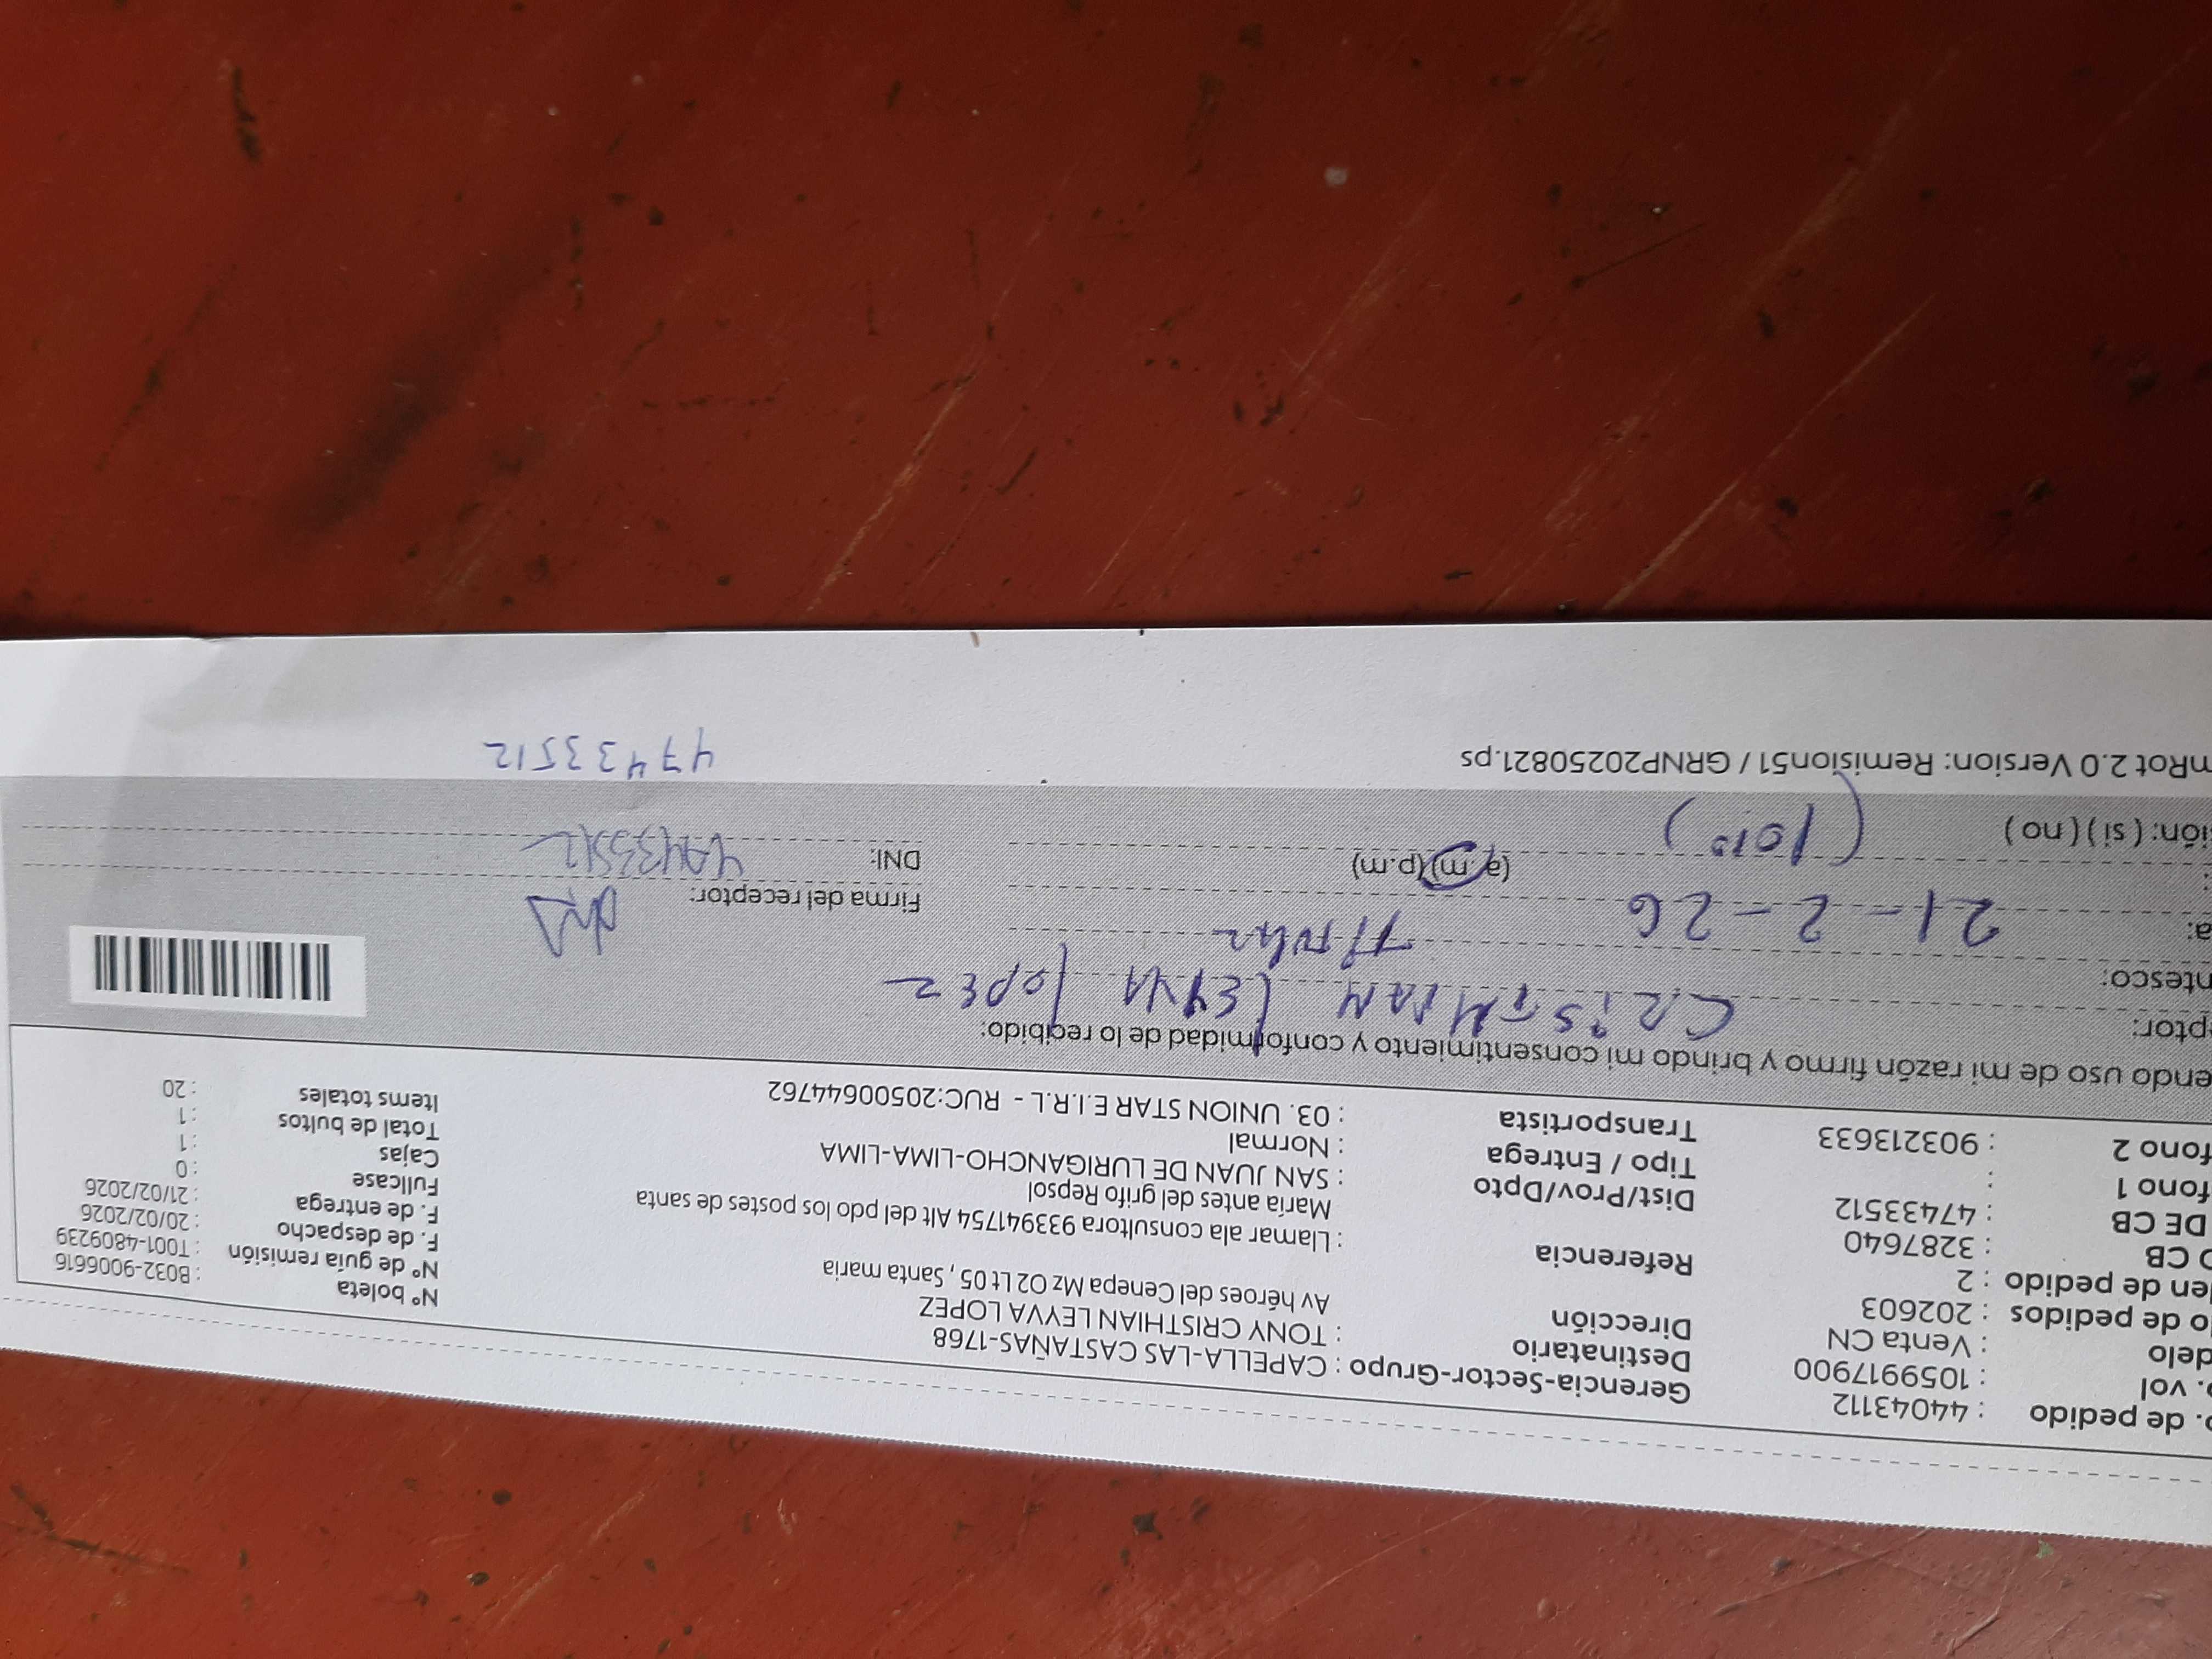 o. de pedido : 44043112
o. vol : 1059917900
delo : Venta CN
o de pedidos : 202603
en de pedido : 2
O CB : 3287640
DE CB : 47433512
fono 1 :
fono 2 : 903213633
Gerencia-Sector-Grupo : CAPELLA-LAS CASTAÑAS-1768
Destinatario : TONY CRISTHIAN LEYVA LOPEZ
Dirección Av héroes del Cenepa Mz O2 Lt 05 , Santa maria
Referencia : Llamar ala consultora 933941754 Alt del pdo los postes de santa
María antes del grifo Repsol
Dist/Prov/Dpto : SAN JUAN DE LURIGANCHO-LIMA-LIMA
Tipo / Entrega : Normal
Transportista : 03. UNION STAR E.I.R.L - RUC:20500644762
N° boleta : B032-9006616
N° de guía remisión : T001-4809239
F. de despacho : 20/02/2026
F. de entrega : 21/02/2026
Fullcase : 0
Cajas : 1
Total de bultos : 1
Items totales : 20
endo uso de mi razón firmo y brindo mi consentimiento y conformidad de lo recibido:
ptor: CRISTHIAN LEYVA lopez
ntesco: Titular
a: 21-2-26
: (a.m)(p.m)
ión: ( si ) ( no ) (10:10)
Firma del receptor:
DNI: 47433512
mRot 2.0 Version: Remision51 / GRNP20250821.ps
47433512